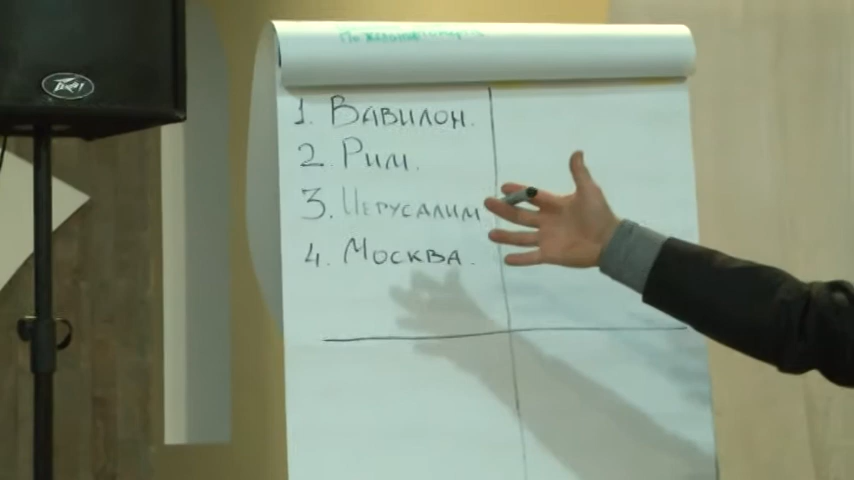 1. Вавилон.
2. Рим.
3. Иерусалим
4. Москва.